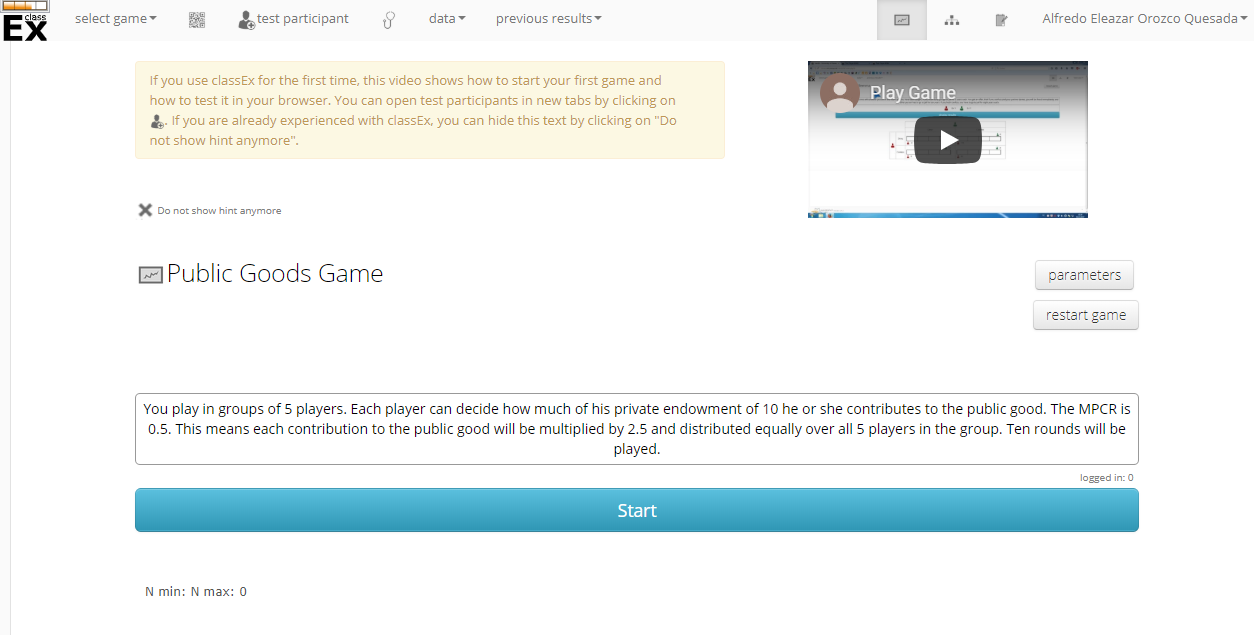 class
Ex
select game
test participant
data
previous results
Alfredo Eleazar Orozco Quesada
If you use classEx for the first time, this video shows how to start your first game and
how to test it in your browser. You can open test participants in new tabs by clicking on
. If you are already experienced with classEx, you can hide this text by clicking on "Do
not show hint anymore".
Play Game
Do not show hint anymore
Public Goods Game
parameters
restart game
You play in groups of 5 players. Each player can decide how much of his private endowment of 10 he or she contributes to the public good. The MPCR is
0.5. This means each contribution to the public good will be multiplied by 2.5 and distributed equally over all 5 players in the group. Ten rounds will be
played.
logged in: 0
Start
N min: N max: 0